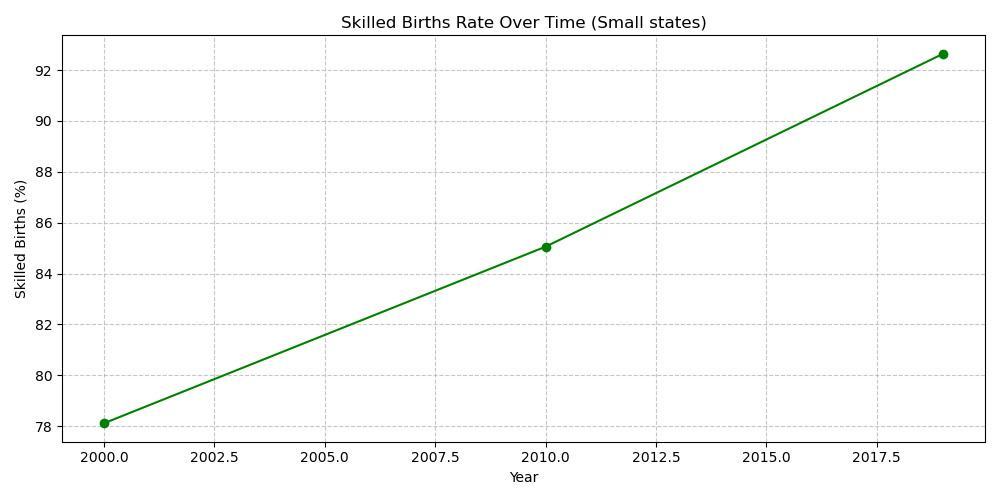 Skilled Births Rate Over Time (Small states)
Skilled Births (%)
92
90
88
86
84
82
80
78
2000.0 2002.5 2005.0 2007.5 2010.0 2012.5 2015.0 2017.5
Year